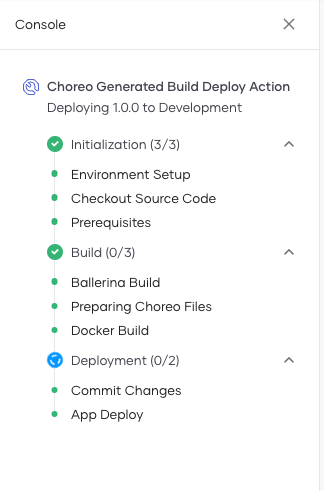 Console
Choreo Generated Build Deploy Action
Deploying 1.0.0 to Development
Initialization (3/3)
Environment Setup
Checkout Source Code
Prerequisites
Build (0/3)
Ballerina Build
Preparing Choreo Files
Docker Build
Deployment (0/2)
Commit Changes
App Deploy